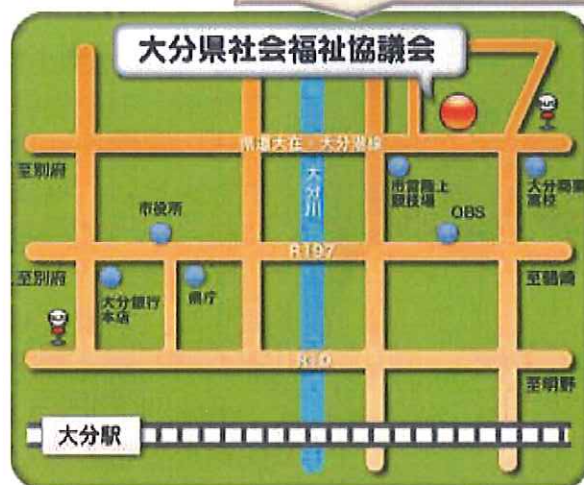 大分県社会福祉協議会
県道大在・大分港線
至別府
大分川
市営陸上
競技場
大分商業
高校
市役所
OBS
R197
至別府
大分銀行
本店
県庁
至鶴崎
R10
至明野
大分駅